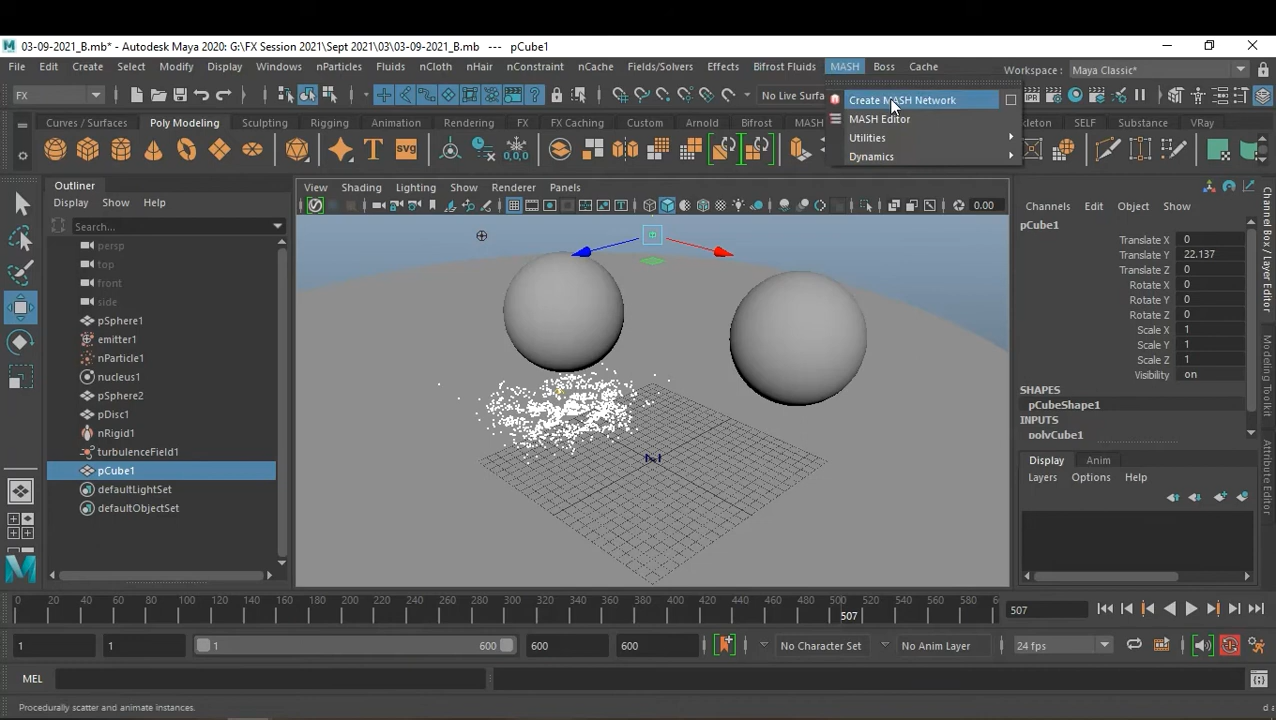 03-09-2021_B.mb* - Autodesk Maya 2020: G:\FX Session 2021\Sept 2021\03\03-09-2021_B.mb --- pCube1
File Edit Create Select Modify Display Windows nParticles Fluids nCloth nHair nConstraint nCache Fields/Solvers Effects Bifrost Fluids MASH Boss Cache Workspace : Maya Classic*
FX No Live Surfa
Create MASH Network
MASH Editor
Utilities
Dynamics
Curves / Surfaces Poly Modeling Sculpting Rigging Animation Rendering FX FX Caching Custom Arnold Bifrost MASH SELF Substance VRay
Outliner
Display Show Help
Search...
persp
top
front
side
pSphere1
emitter1
nParticle1
nucleus1
pSphere2
pDisc1
nRigid1
turbulenceField1
pCube1
defaultLightSet
defaultObjectSet
View Shading Lighting Show Renderer Panels
0.00
Channels Edit Object Show
pCube1
Translate X 0
Translate Y 22.137
Translate Z 0
Rotate X 0
Rotate Y 0
Rotate Z 0
Scale X 1
Scale Y 1
Scale Z 1
Visibility on
SHAPES
pCubeShape1
INPUTS
polyCube1
Display Anim
Layers Options Help
Channel Box / Layer Editor
Modeling Toolkit
Attribute Editor
0 20 40 60 80 100 120 140 160 180 200 220 240 260 280 300 320 340 360 380 400 420 440 460 480 500 520 540 560 580 6
507
507
1 1 1 600 600 600 No Character Set No Anim Layer 24 fps
MEL
Procedurally scatter and animate instances.